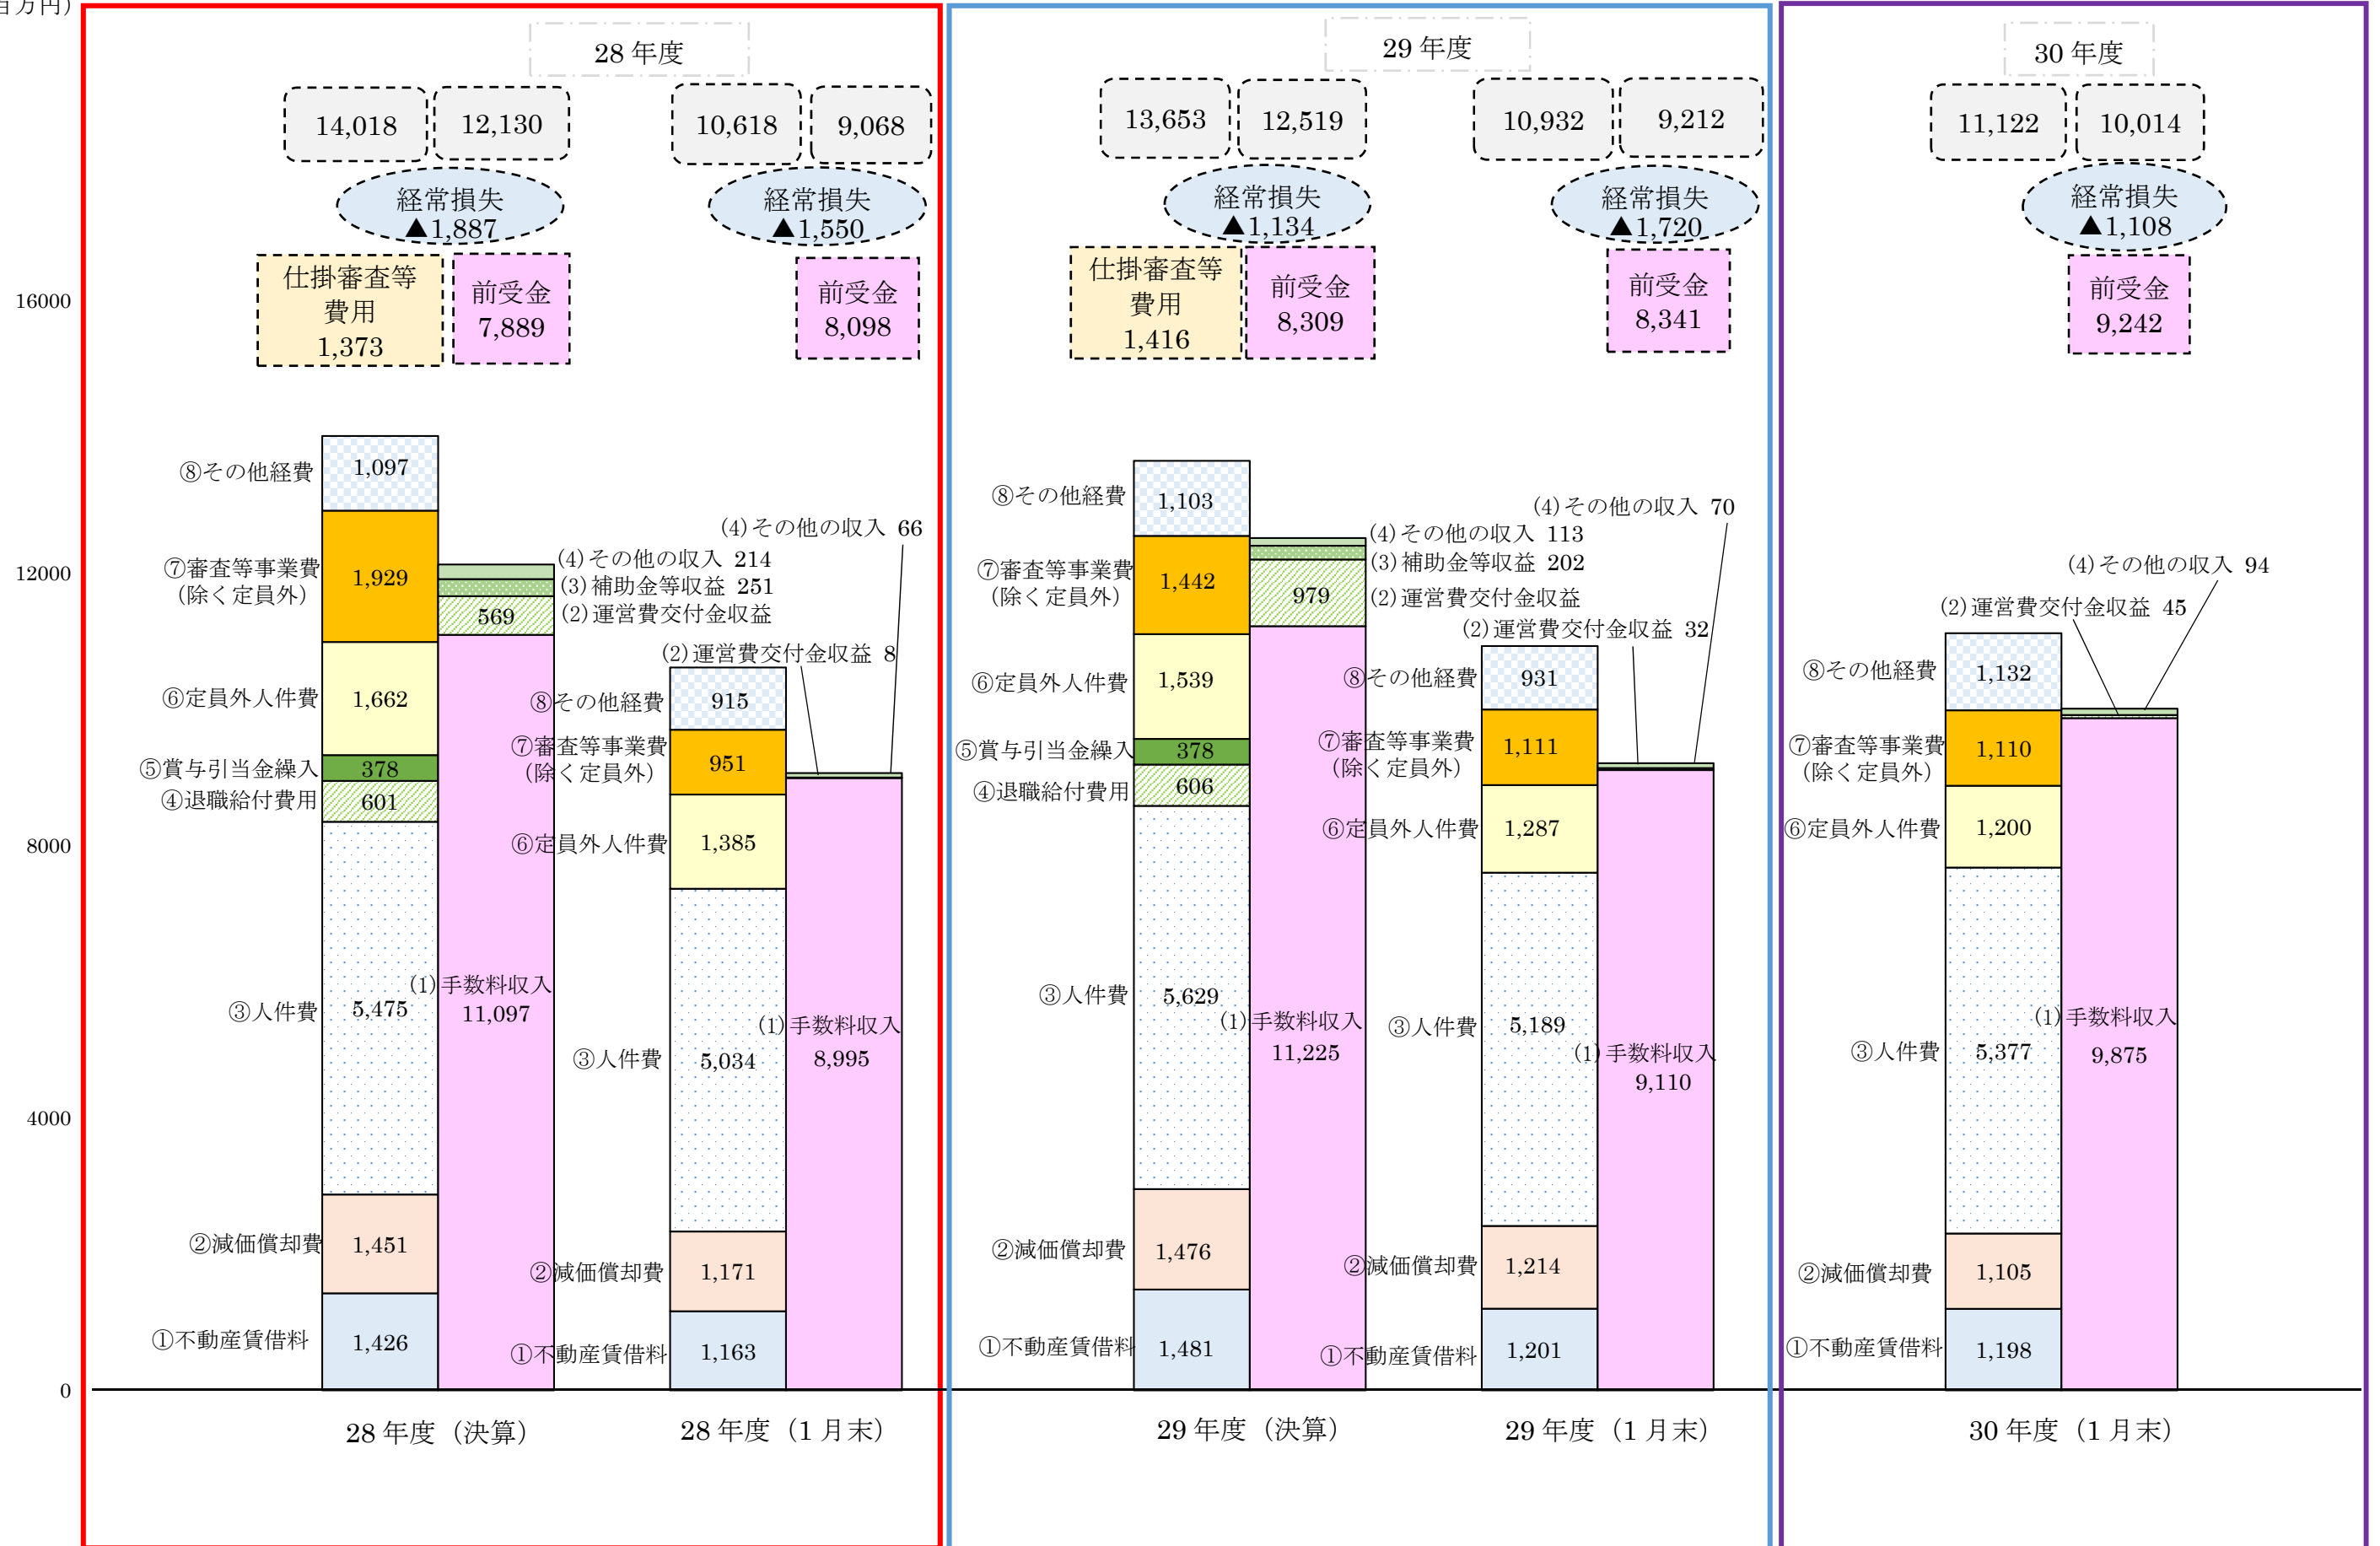 百万円）
28 年度
14,018
12,130
10,618
9,068
経常損失
▲1,887
経常損失
▲1,550
仕掛審査等
費用
1,373
前受金
7,889
前受金
8,098
29 年度
13,653
12,519
10,932
9,212
経常損失
▲1,134
経常損失
▲1,720
仕掛審査等
費用
1,416
前受金
8,309
前受金
8,341
30 年度
11,122
10,014
経常損失
▲1,108
前受金
9,242
16000
12000
8000
4000
0
⑧その他経費
1,097
⑦審査等事業費
（除く定員外）
1,929
⑥定員外人件費
1,662
⑤賞与引当金繰入
378
④退職給付費用
601
③人件費
5,475
②減価償却費
1,451
①不動産賃借料
1,426
(4)その他の収入 214
(3)補助金等収益 251
(2)運営費交付金収益
569
(1)手数料収入
11,097
28 年度（決算）
(4)その他の収入 66
(2)運営費交付金収益 8
⑧その他経費
915
⑦審査等事業費
（除く定員外）
951
⑥定員外人件費
1,385
③人件費
5,034
②減価償却費
1,171
①不動産賃借料
1,163
(1)手数料収入
8,995
28 年度（1 月末）
⑧その他経費
1,103
⑦審査等事業費
（除く定員外）
1,442
⑥定員外人件費
1,539
⑤賞与引当金繰入
378
④退職給付費用
606
③人件費
5,629
②減価償却費
1,476
①不動産賃借料
1,481
(4)その他の収入 113
(3)補助金等収益 202
(2)運営費交付金収益
979
(1)手数料収入
11,225
29 年度（決算）
(4)その他の収入 70
(2)運営費交付金収益 32
⑧その他経費
931
⑦審査等事業費
（除く定員外）
1,111
⑥定員外人件費
1,287
③人件費
5,189
②減価償却費
1,214
①不動産賃借料
1,201
(1)手数料収入
9,110
29 年度（1 月末）
(4)その他の収入 94
(2)運営費交付金収益 45
⑧その他経費
1,132
⑦審査等事業費
（除く定員外）
1,110
⑥定員外人件費
1,200
③人件費
5,377
②減価償却費
1,105
①不動産賃借料
1,198
(1)手数料収入
9,875
30 年度（1 月末）